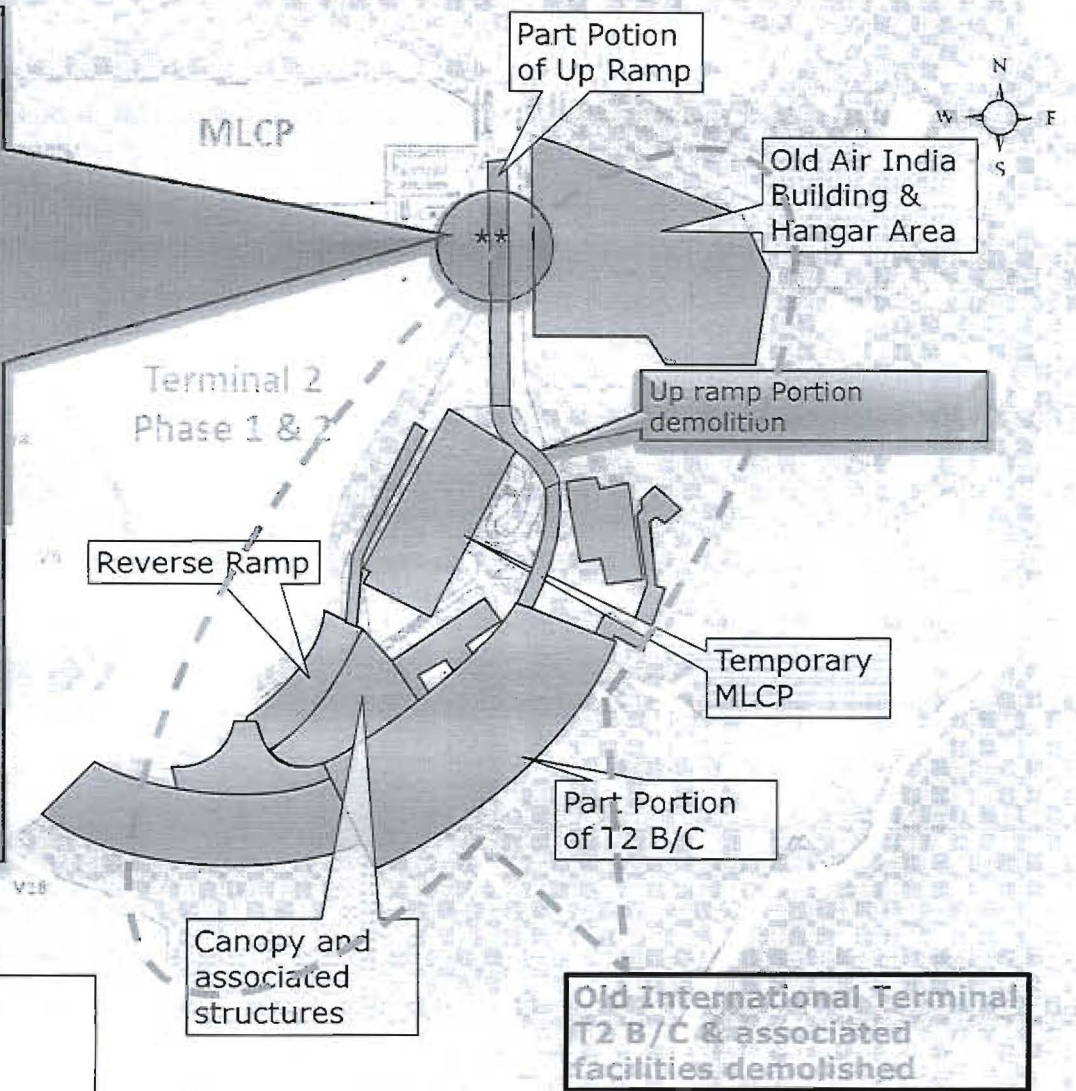 Part Potion
of Up Ramp
N
W
S
MLCP
Old Air India
Building &
Hangar Area
**
Terminal 2
Phase 1 & 2
Up ramp Portion
demolition
Reverse Ramp
Temporary
MLCP
Part Portion
of T2 B/C
V18
Canopy and
associated
structures
Old International Terminal
T2 B/C & associated
facilities demolished